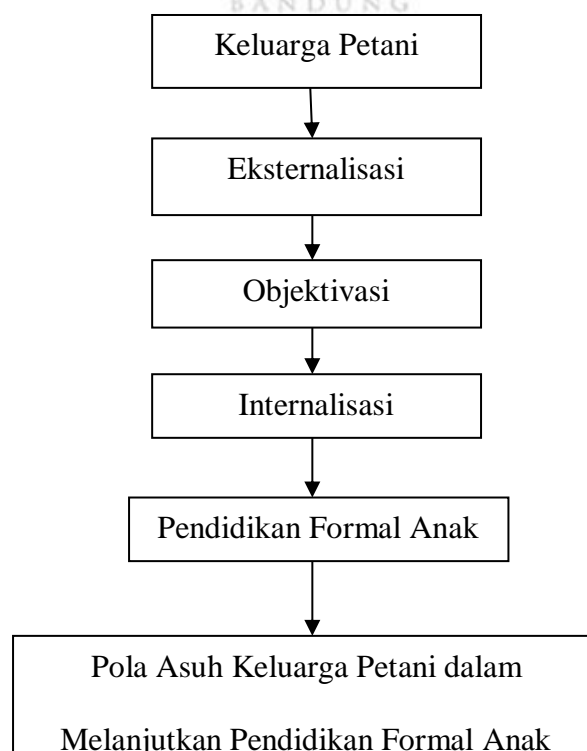 BANDUNG
Keluarga Petani
Eksternalisasi
Objektivasi
Internalisasi
Pendidikan Formal Anak
Pola Asuh Keluarga Petani dalam
Melanjutkan Pendidikan Formal Anak